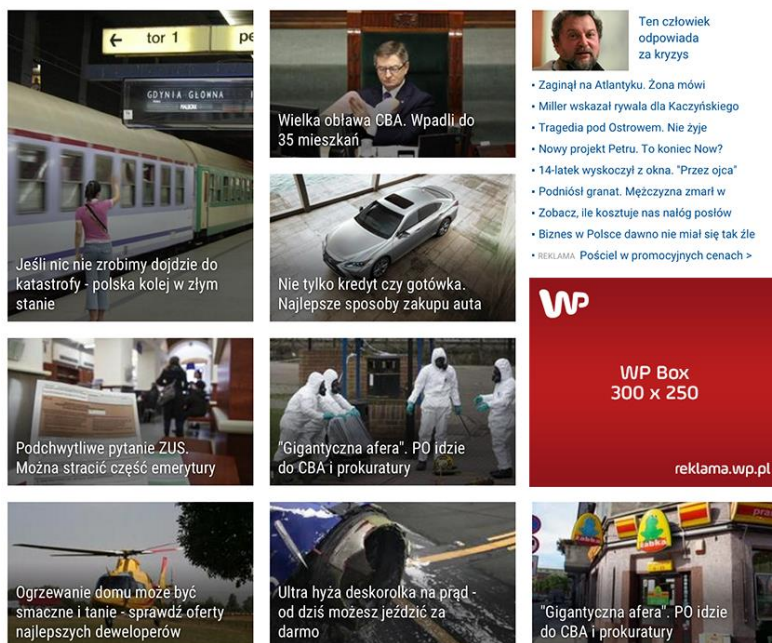 tor 1
pe
GDYNIA GŁÓWNA
Jeśli nic nie zrobimy dojdzie do
katastrofy - polska kolej w złym
stanie
Wielka obława CBA. Wpadli do
35 mieszkań
Ten człowiek
odpowiada
za kryzys
• Zaginął na Atlantyku. Żona mówi
• Miller wskazał rywala dla Kaczyńskiego
• Tragedia pod Ostrowem. Nie żyje
• Nowy projekt Petru. To koniec Now?
• 14-latek wyskoczył z okna. "Przez ojca"
• Podniósł granat. Mężczyzna zmarł w
• Zobacz, ile kosztuje nas nałóg posłów
• Biznes w Polsce dawno nie miał się tak źle
• REKLAMA Pościel w promocyjnych cenach >
Nie tylko kredyt czy gotówka.
Najlepsze sposoby zakupu auta
WP
WP Box
300 x 250
reklama.wp.pl
Podchwytliwe pytanie ZUS.
Można stracić część emerytury
"Gigantyczna afera". PO idzie
do CBA i prokuratury
Ogrzewanie domu może być
smaczne i tanie - sprawdź oferty
najlepszych deweloperów
Ultra hyża deskorolka na prąd -
od dziś możesz jeździć za
darmo
żabka
żabka
"Gigantyczna afera". PO idzie
do CBA i prokuratury